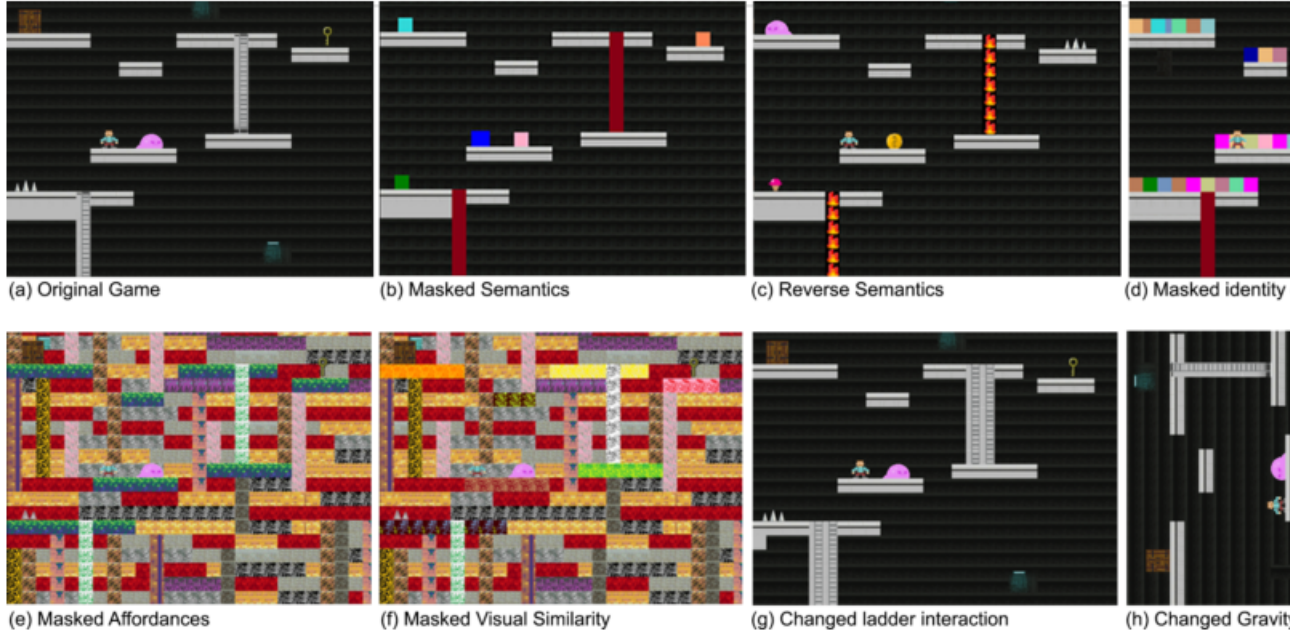 (a) Original Game
(b) Masked Semantics
(c) Reverse Semantics
(d) Masked identity
(e) Masked Affordances
(f) Masked Visual Similarity
(g) Changed ladder interaction
(h) Changed Gravity